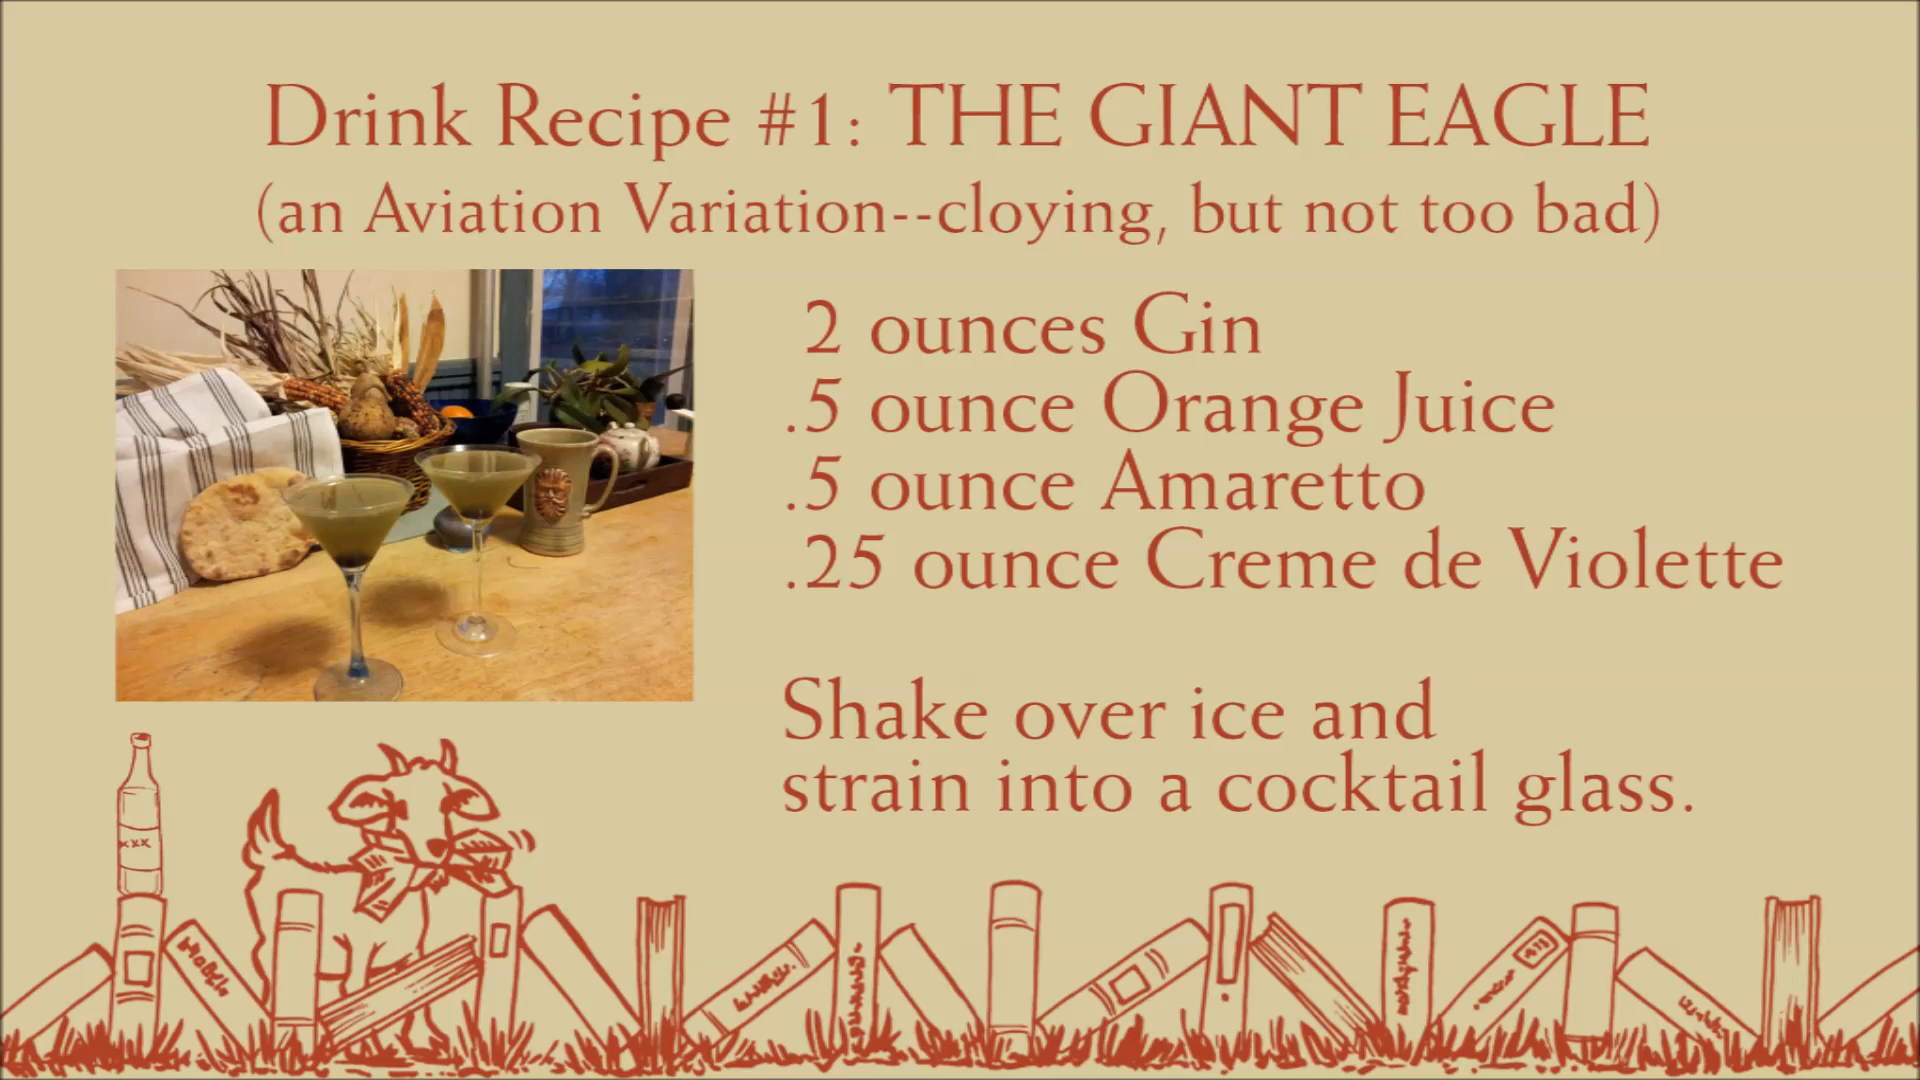 Drink Recipe #1: THE GIANT EAGLE
(an Aviation Variation--cloying, but not too bad)
2 ounces Gin
.5 ounce Orange Juice
.5 ounce Amaretto
.25 ounce Creme de Violette
Shake over ice and
strain into a cocktail glass.
XXX